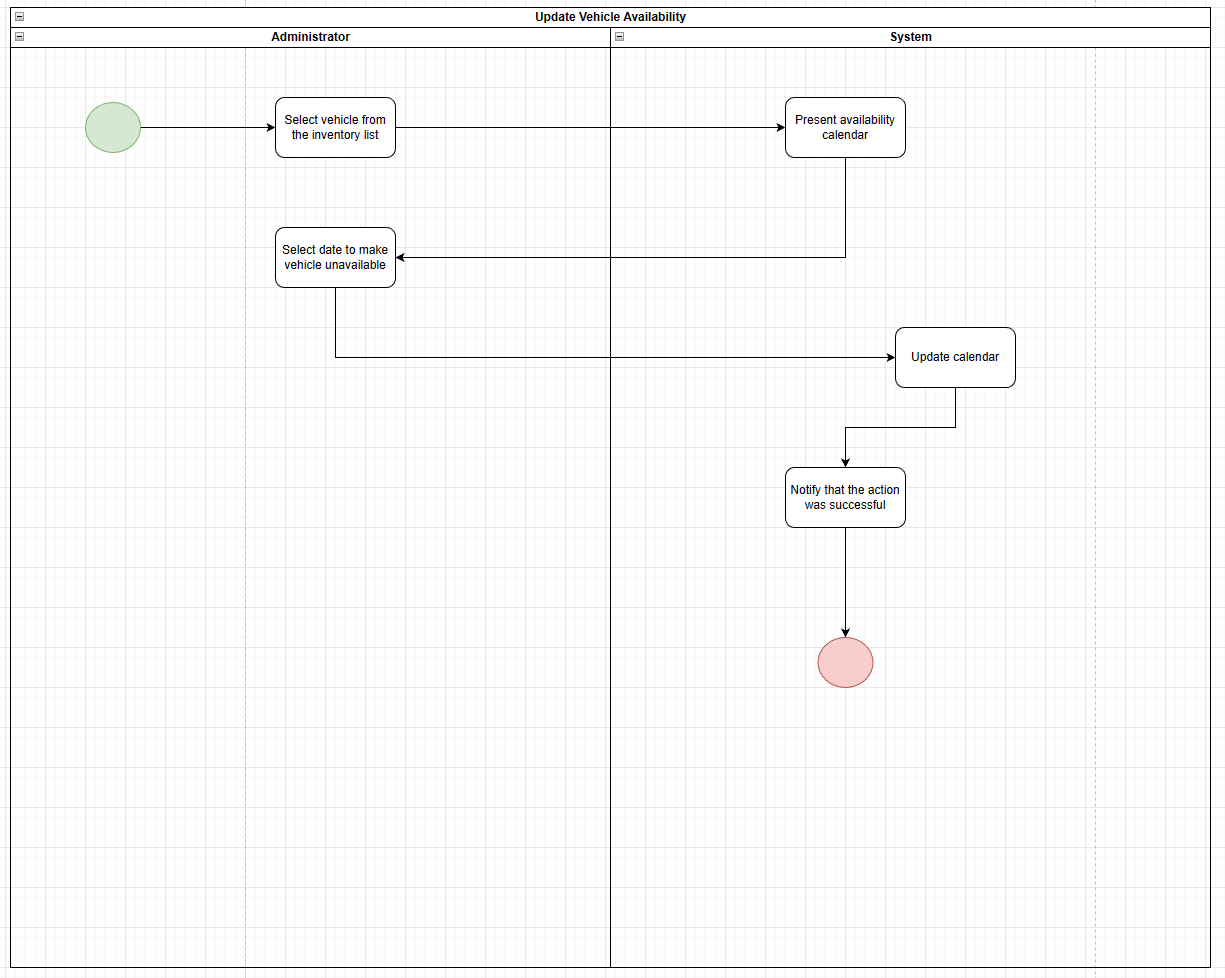 Update Vehicle Availability
Administrator
System
Select vehicle from
the inventory list
Present availability
calendar
Select date to make
vehicle unavailable
Update calendar
Notify that the action
was successful